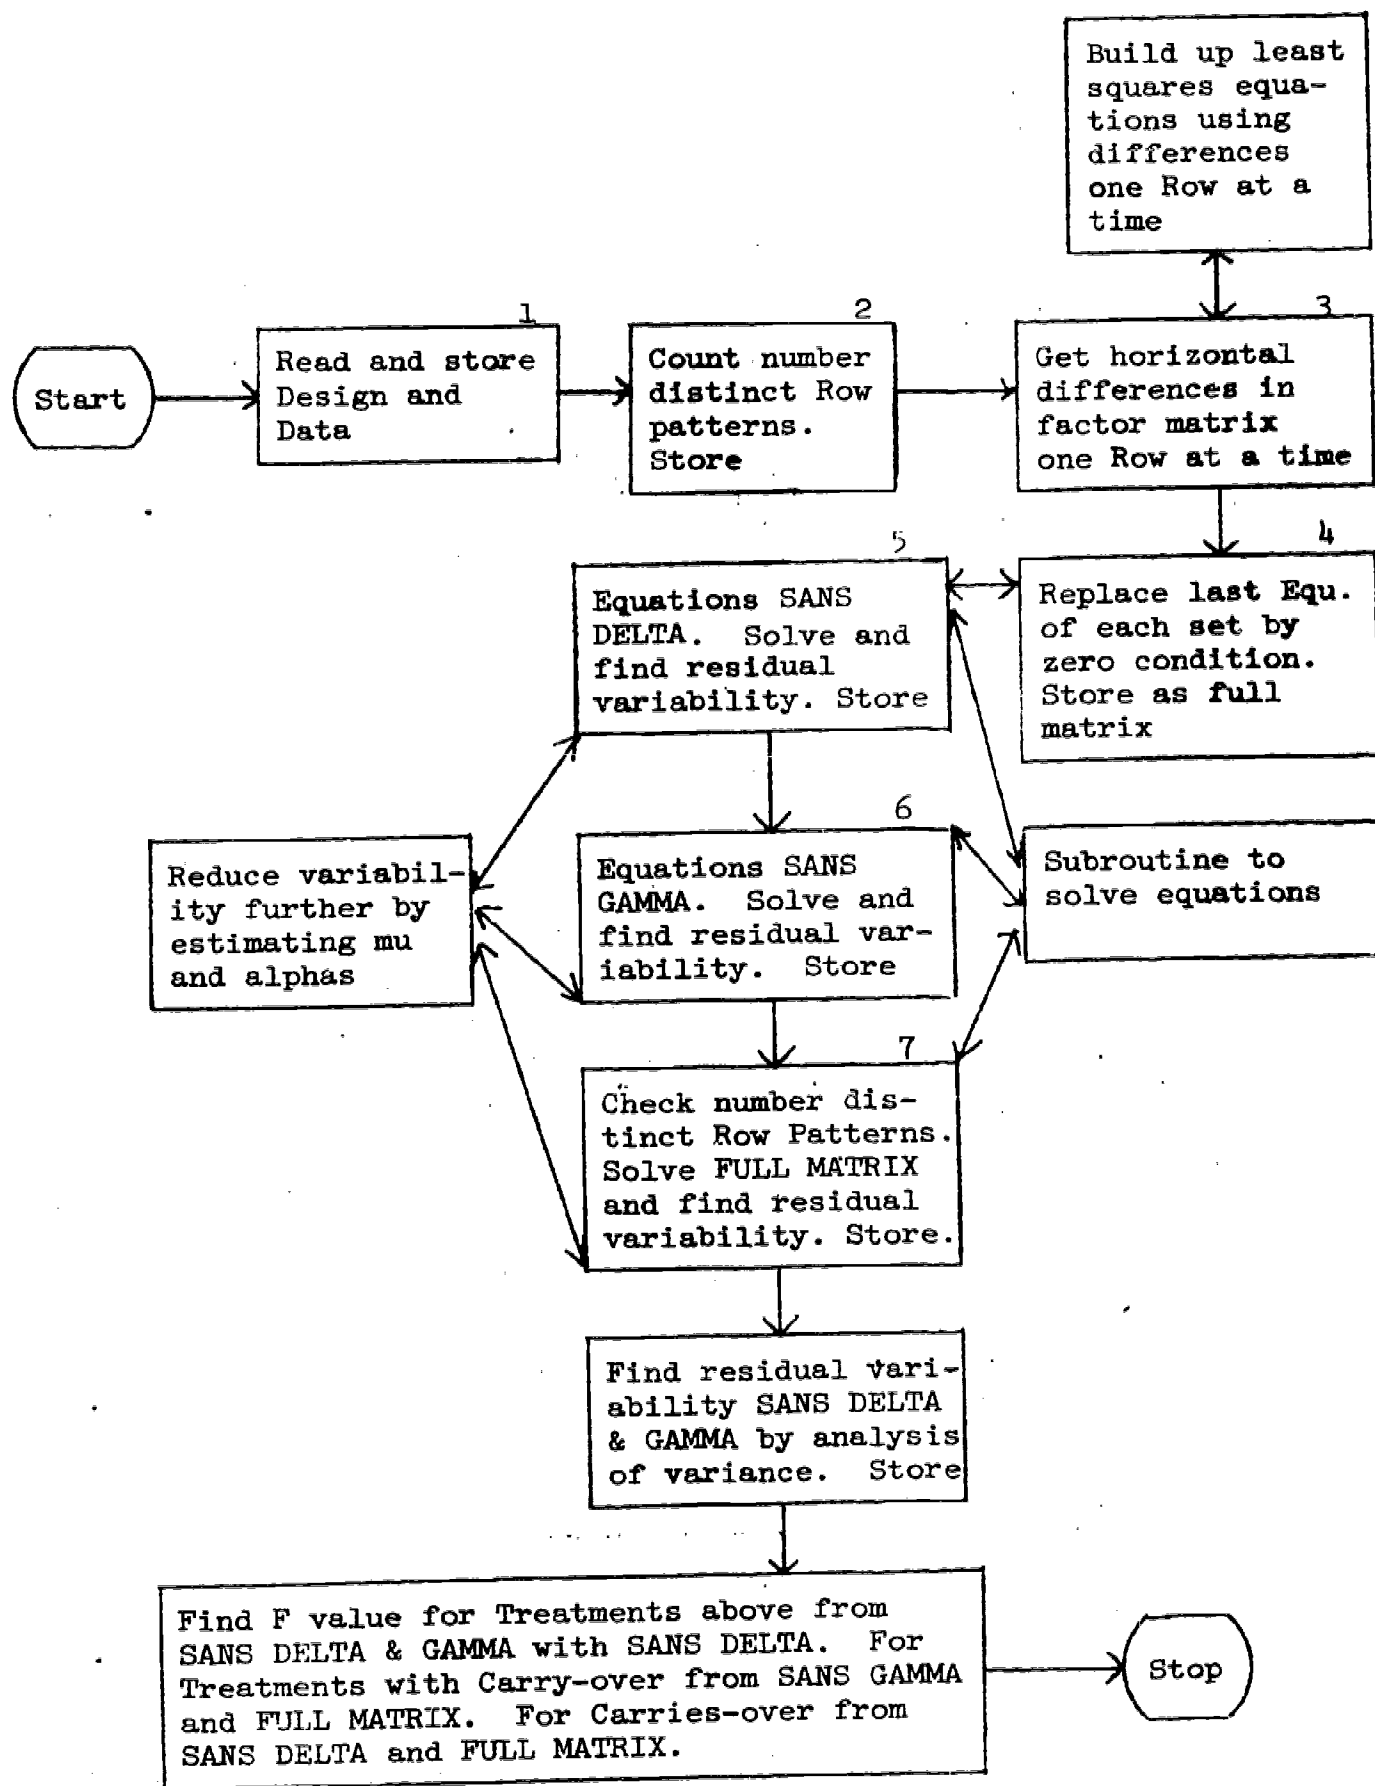 Build up least
squares equa-
tions using
differences
one Row at a
time
Start
1
Read and store
Design and
Data
2
Count number
distinct Row
patterns.
Store
3
Get horizontal
differences in
factor matrix
one Row at a time
4
Replace last Equ.
of each set by
zero condition.
Store as full
matrix
5
Equations SANS
DELTA. Solve and
find residual
variability. Store
Reduce variabil-
ity further by
estimating mu
and alphas
6
Equations SANS
GAMMA. Solve and
find residual var-
iability. Store
Subroutine to
solve equations
7
Check number dis-
tinct Row Patterns.
Solve FULL MATRIX
and find residual
variability. Store.
Find residual vari-
ability SANS DELTA
& GAMMA by analysis
of variance. Store
Find F value for Treatments above from
SANS DELTA & GAMMA with SANS DELTA. For
Treatments with Carry-over from SANS GAMMA
and FULL MATRIX. For Carries-over from
SANS DELTA and FULL MATRIX.
Stop